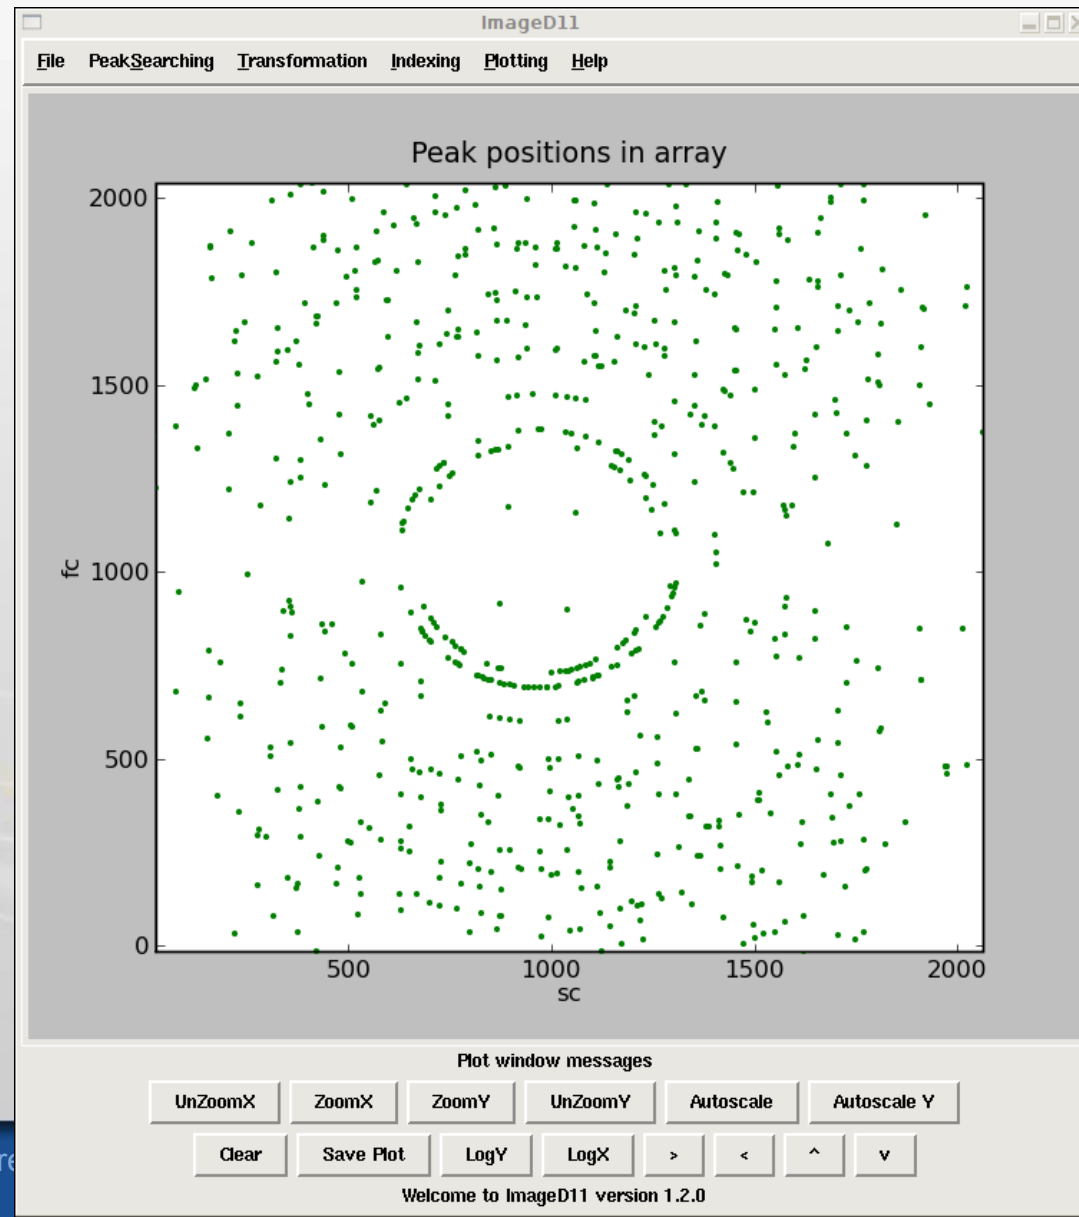 ImageD11
File PeakSearching Transformation Indexing Plotting Help
Peak positions in array
2000
1500
1000
500
0
fc
500 1000 1500 2000
sc
Plot window messages
UnZoomX ZoomX ZoomY UnZoomY Autoscale Autoscale Y
Clear Save Plot LogY LogX > < ^ v
Welcome to ImageD11 version 1.2.0